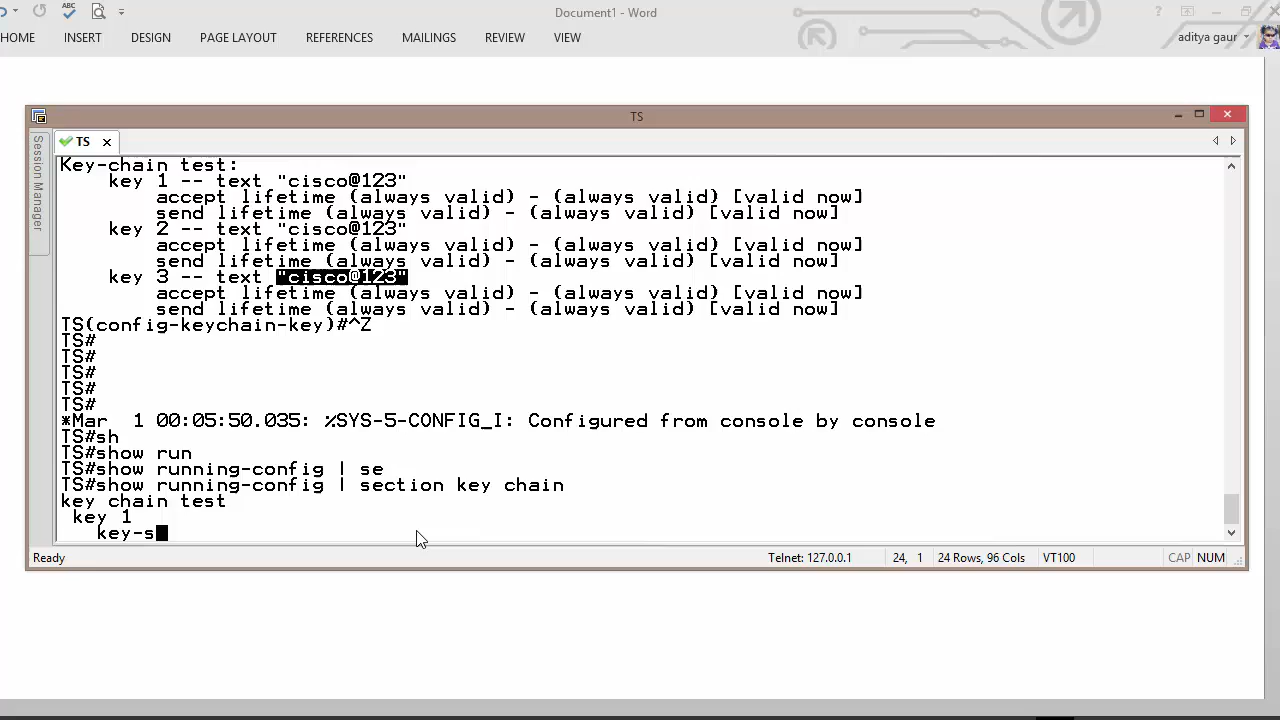 Document1 - Word
HOME INSERT DESIGN PAGE LAYOUT REFERENCES MAILINGS REVIEW VIEW aditya gaur
TS
TS
Session Manager
Key-chain test:
key 1 -- text "cisco@123"
accept lifetime (always valid) - (always valid) [valid now]
send lifetime (always valid) - (always valid) [valid now]
key 2 -- text "cisco@123"
accept lifetime (always valid) - (always valid) [valid now]
send lifetime (always valid) - (always valid) [valid now]
key 3 -- text "cisco@123"
accept lifetime (always valid) - (always valid) [valid now]
send lifetime (always valid) - (always valid) [valid now]
TS(config-keychain-key)#^Z
TS#
TS#
TS#
TS#
TS#
*Mar  1 00:05:50.035: %SYS-5-CONFIG_I: Configured from console by console
TS#sh
TS#show run
TS#show running-config | se
TS#show running-config | section key chain
key chain test
key 1
key-s
Ready Telnet: 127.0.0.1 24, 1 24 Rows, 96 Cols VT100 CAP NUM